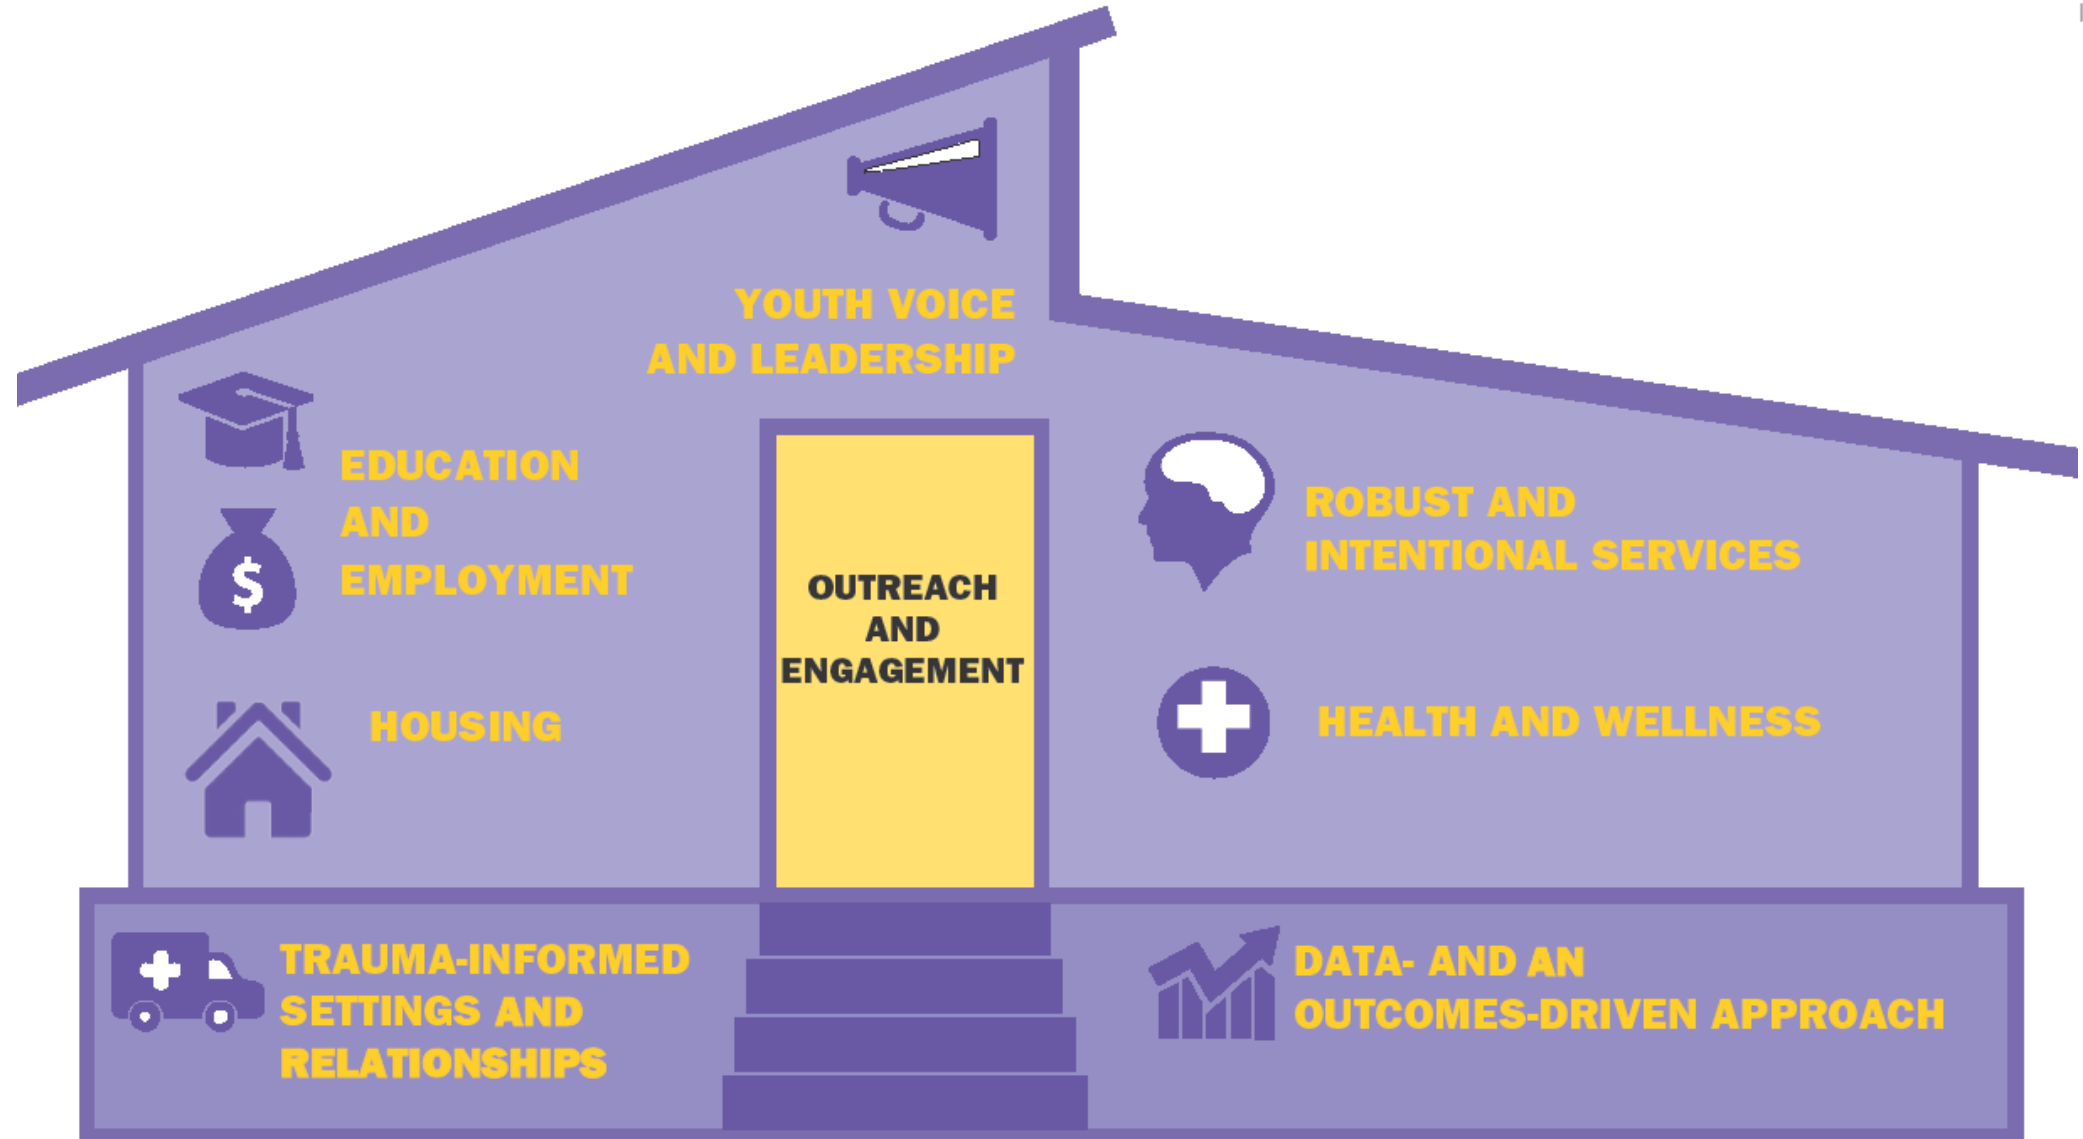 YOUTH VOICE
AND LEADERSHIP
EDUCATION
AND
EMPLOYMENT
HOUSING
OUTREACH
AND
ENGAGEMENT
ROBUST AND
INTENTIONAL SERVICES
HEALTH AND WELLNESS
TRAUMA-INFORMED
SETTINGS AND
RELATIONSHIPS
DATA- AND AN
OUTCOMES-DRIVEN APPROACH
$